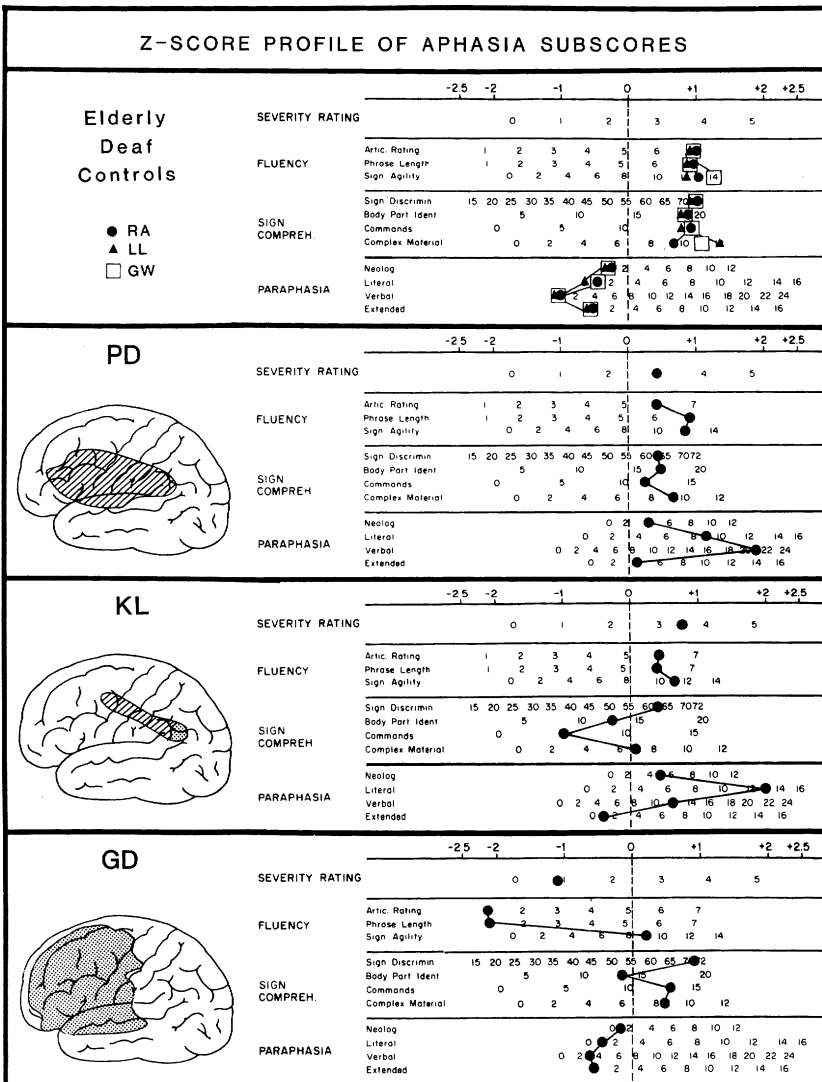 Z-SCORE PROFILE OF APHASIA SUBSCORES
-2.5 -2 -1 0 +1 +2 +2.5
Elderly
Deaf
Controls
● RA
▲ LL
□ GW
SEVERITY RATING 0 1 2 3 4 5
FLUENCY
Artic. Rating 1 2 3 4 5 6
Phrase Length 1 2 3 4 5 6
Sign Agility 0 2 4 6 8 10 14
SIGN
COMPREH.
Sign Discrimin 15 20 25 30 35 40 45 50 55 60 65 70
Body Part Ident 5 10 15 20
Commands 0 5 10
Complex Material 0 2 4 6 8 10
PARAPHASIA
Neolog 2 4 6 8 10 12
Literal 2 4 6 8 10 12 14 16
Verbal 2 4 6 8 10 12 14 16 18 20 22 24
Extended 2 4 6 8 10 12 14 16
PD
-2.5 -2 -1 0 +1 +2 +2.5
SEVERITY RATING 0 1 2 4 5
FLUENCY
Artic Rating 1 2 3 4 5 7
Phrase Length 1 2 3 4 5 6
Sign Agility 0 2 4 6 8 10 14
SIGN
COMPREH
Sign Discrimin 15 20 25 30 35 40 45 50 55 60 65 70 72
Body Part Ident 5 10 15 20
Commands 0 5 10 15
Complex Material 0 2 4 6 8 10 12
PARAPHASIA
Neolog 0 2 6 8 10 12
Literal 0 2 4 6 8 10 12 14 16
Verbal 0 2 4 6 8 10 12 14 16 18 20 22 24
Extended 0 2 6 8 10 12 14 16
KL
-2.5 -2 -1 0 +1 +2 +2.5
SEVERITY RATING 0 1 2 3 4 5
FLUENCY
Artic. Rating 1 2 3 4 5 7
Phrase Length 1 2 3 4 5 7
Sign Agility 0 2 4 6 8 10 12 14
SIGN
COMPREH
Sign Discrimin 15 20 25 30 35 40 45 50 55 60 65 70 72
Body Part Ident 5 10 15 20
Commands 0 10 15
Complex Material 0 2 4 6 8 10 12
PARAPHASIA
Neolog 0 2 4 6 8 10 12
Literal 0 2 4 6 8 10 12 14 16
Verbal 0 2 4 6 8 10 14 16 18 20 22 24
Extended 0 2 4 6 8 10 12 14 16
GD
-2.5 -2 -1 0 +1 +2 +2.5
SEVERITY RATING 0 1 2 3 4 5
FLUENCY
Artic. Rating 2 3 4 5 6 7
Phrase Length 2 3 4 5 6 7
Sign Agility 0 2 4 6 8 10 12 14
SIGN
COMPREH.
Sign Discrimin 15 20 25 30 35 40 45 50 55 60 65 70 72
Body Part Ident 5 10 15 20
Commands 0 5 10 15
Complex Material 0 2 4 6 8 10 12
PARAPHASIA
Neolog 0 2 4 6 8 10 12
Literal 0 2 4 6 8 10 12 14 16
Verbal 0 2 4 6 8 10 12 14 16 18 20 22 24
Extended 2 4 6 8 10 12 14 16